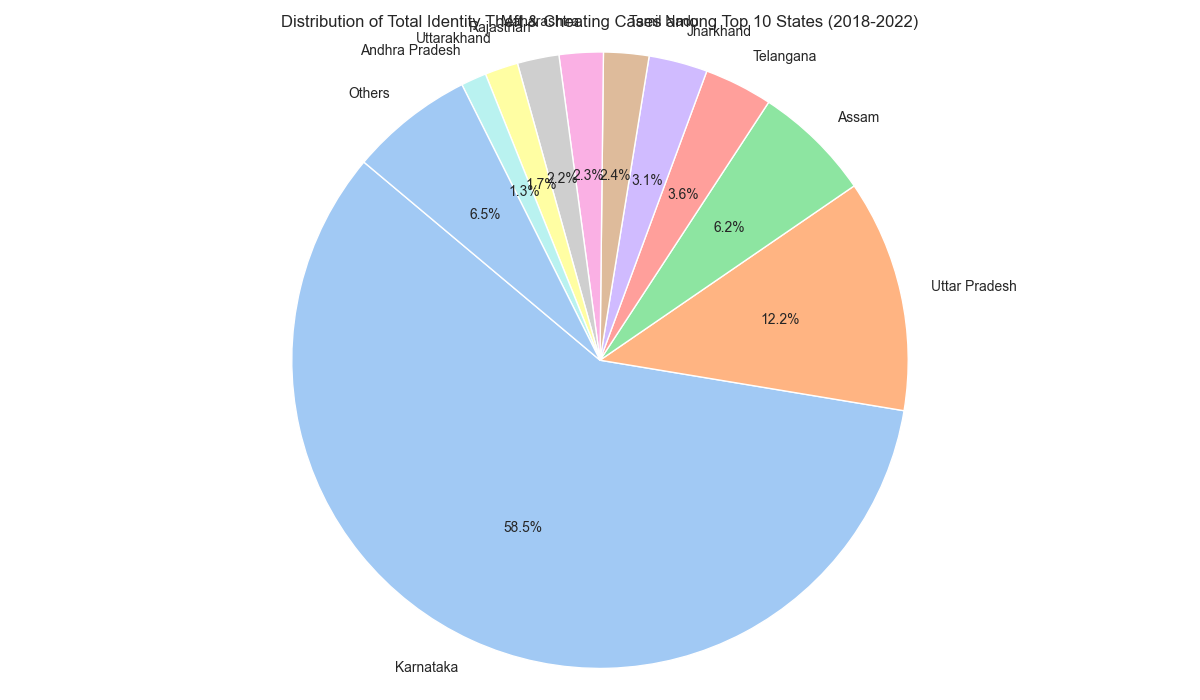 Distribution of Total Identity Theft & Cheating Cases among Top 10 States (2018-2022)
Maharashtra
Tamil Nadu
Rajasthan
Jharkhand
Uttarakhand
Andhra Pradesh
Telangana
Others
Assam
Uttar Pradesh
Karnataka
1.3%
1.7%
2.2%
2.3%
2.4%
3.1%
3.6%
6.5%
6.2%
12.2%
58.5%